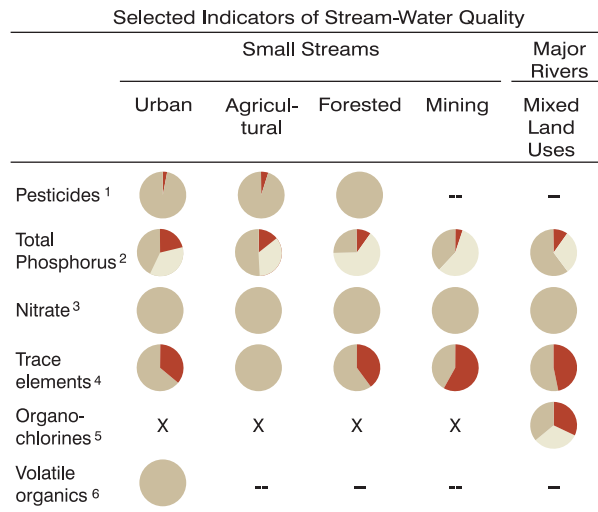 Selected Indicators of Stream-Water Quality
Small Streams
Major
Rivers
Urban
Agricul-
tural
Forested
Mining
Mixed
Land
Uses
Pesticides 1
-- –
Total
Phosphorus 2
Nitrate 3
Trace
elements 4
Organo-
chlorines 5
X X X X
Volatile
organics 6
-- – -- –